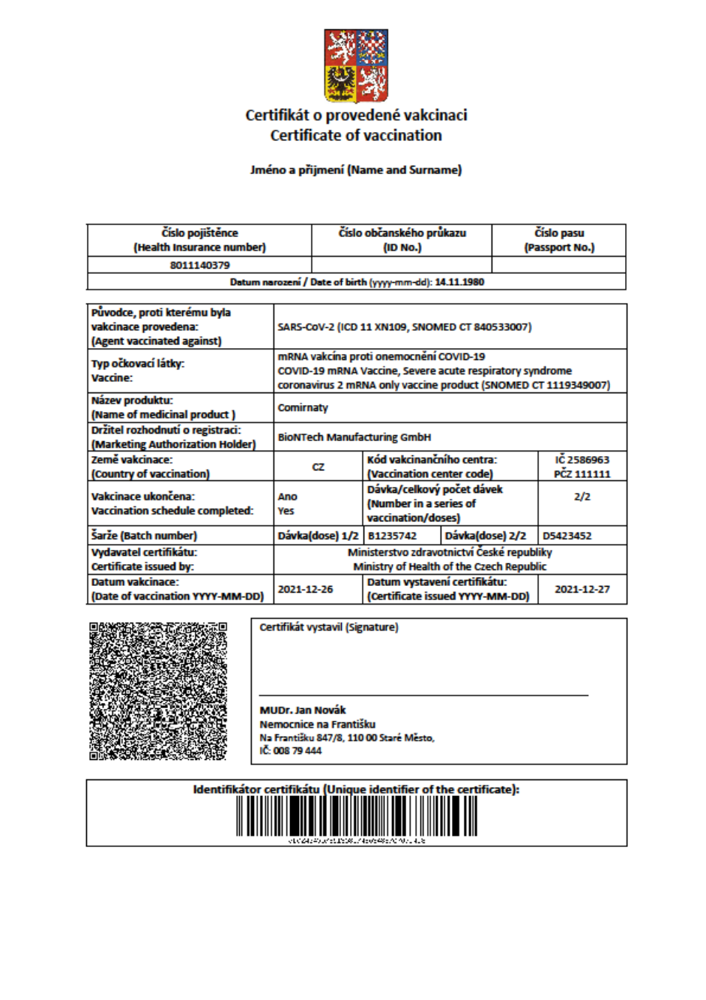 Certifikát o provedené vakcinaci
Certificate of vaccination
Jméno a přijmení (Name and Surname)
Číslo pojištěnce
(Health Insurance number)
Číslo občanského průkazu
(ID No.)
Číslo pasu
(Passport No.)
8011140379
Datum narození / Date of birth (yyyy-mm-dd): 14.11.1980
Původce, proti kterému byla
vakcinace provedena:
(Agent vaccinated against)
SARS-CoV-2 (ICD 11 XN109, SNOMED CT 840533007)
Typ očkovací látky:
Vaccine:
mRNA vakcína proti onemocnění COVID-19
COVID-19 mRNA Vaccine, Severe acute respiratory syndrome
coronavirus 2 mRNA only vaccine product (SNOMED CT 1119349007)
Název produktu:
(Name of medicinal product )
Comirnaty
Držitel rozhodnutí o registraci:
(Marketing Authorization Holder)
BioNTech Manufacturing GmbH
Země vakcinace:
(Country of vaccination)
CZ
Kód vakcinančního centra:
(Vaccination center code)
IČ 2586963
PČZ 111111
Vakcinace ukončena:
Vaccination schedule completed:
Ano
Yes
Dávka/celkový počet dávek
(Number in a series of
vaccination/doses)
2/2
Šarže (Batch number)
Dávka(dose) 1/2
B1235742
Dávka(dose) 2/2
D5423452
Vydavatel certifikátu:
Certificate issued by:
Ministerstvo zdravotnictví České republiky
Ministry of Health of the Czech Republic
Datum vakcinace:
(Date of vaccination YYYY-MM-DD)
2021-12-26
Datum vystavení certifikátu:
(Certificate issued YYYY-MM-DD)
2021-12-27
Certifikát vystavil (Signature)
MUDr. Jan Novák
Nemocnice na Františku
Na Františku 847/8, 110 00 Staré Město,
IČ: 008 79 444
Identifikátor certifikátu (Unique identifier of the certificate):